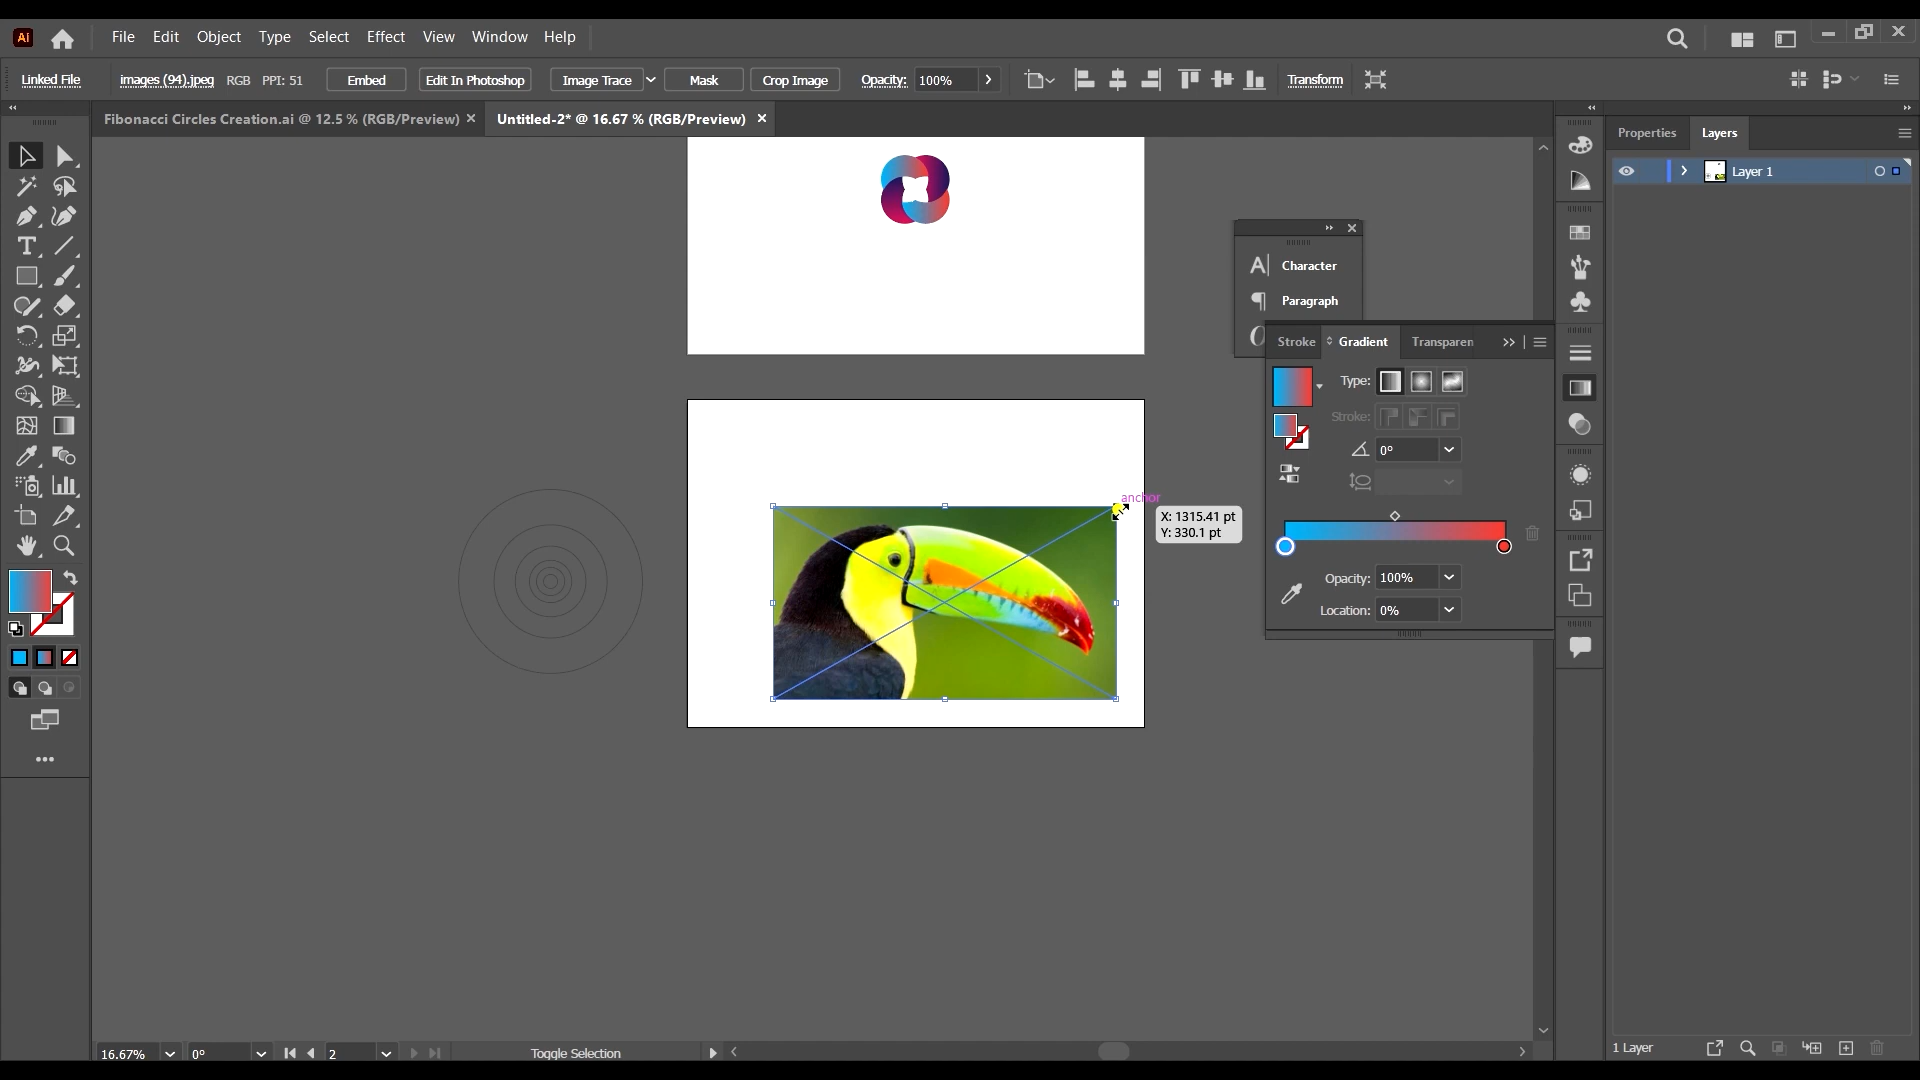 Ai File Edit Object Type Select Effect View Window Help
Linked File images (94).jpeg RGB PPI: 51 Embed Edit In Photoshop Image Trace Mask Crop Image Opacity: 100% Transform
Fibonacci Circles Creation.ai @ 12.5 % (RGB/Preview) Untitled-2* @ 16.67 % (RGB/Preview)
Properties Layers
Layer 1
Character
Paragraph
Stroke Gradient Transparen
Type:
Stroke:
0°
anchor
X: 1315.41 pt
Y: 330.1 pt
Opacity: 100%
Location: 0%
16.67% 0° 2 Toggle Selection
1 Layer